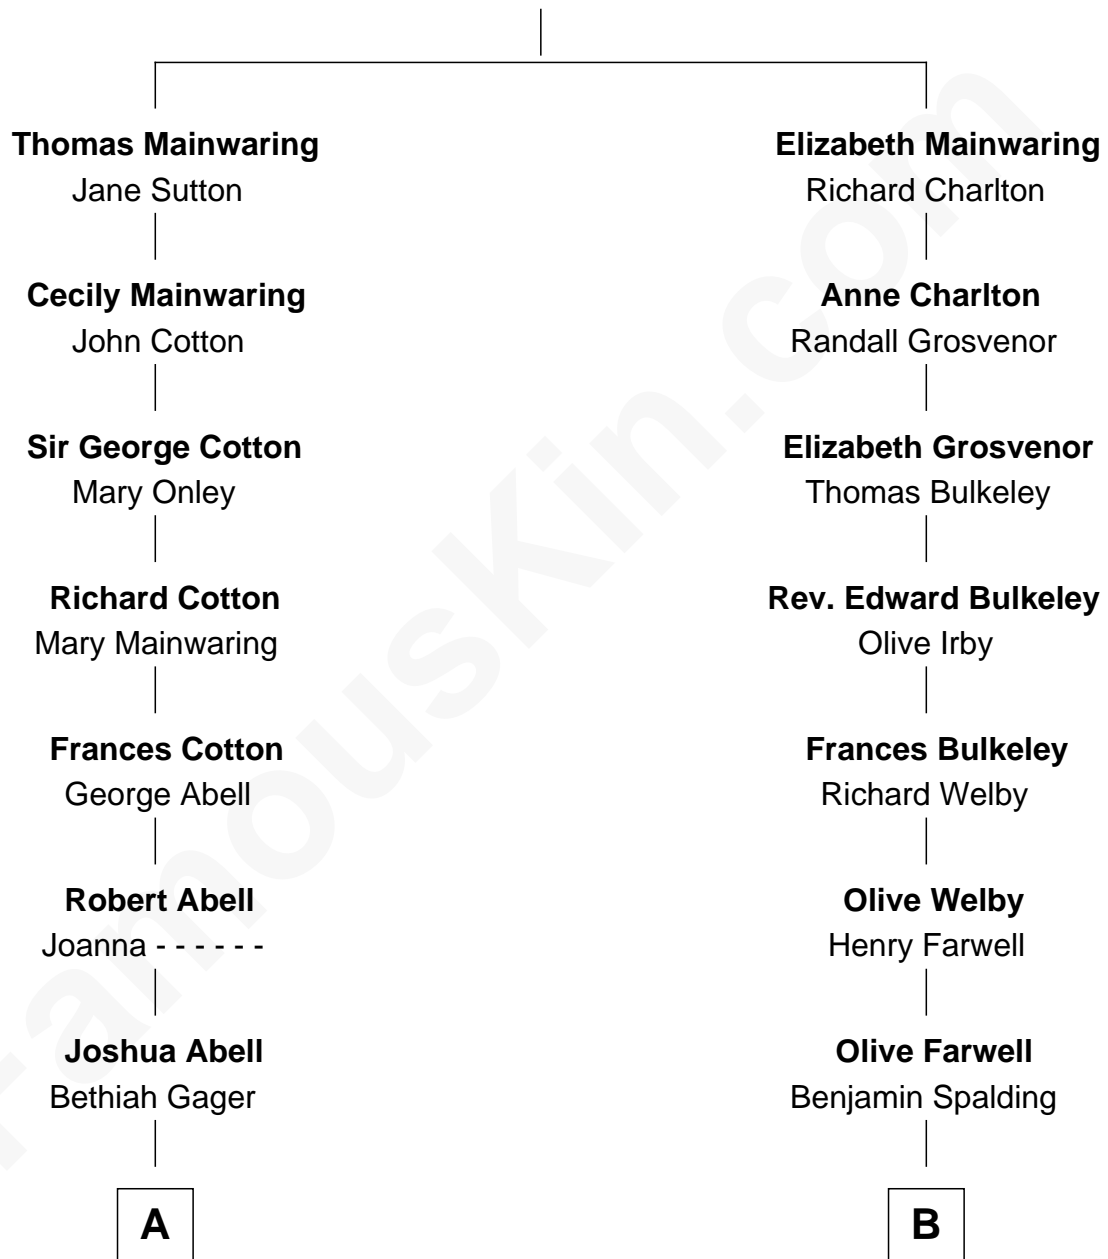 Thomas Mainwaring
Jane Sutton
Elizabeth Mainwaring
Richard Charlton
Cecily Mainwaring
John Cotton
Anne Charlton
Randall Grosvenor
Sir George Cotton
Mary Onley
Elizabeth Grosvenor
Thomas Bulkeley
Richard Cotton
Mary Mainwaring
Rev. Edward Bulkeley
Olive Irby
Frances Cotton
George Abell
Frances Bulkeley
Richard Welby
Robert Abell
Joanna - - - - - -
Olive Welby
Henry Farwell
Joshua Abell
Bethiah Gager
Olive Farwell
Benjamin Spalding
A
B
FamousKin.com